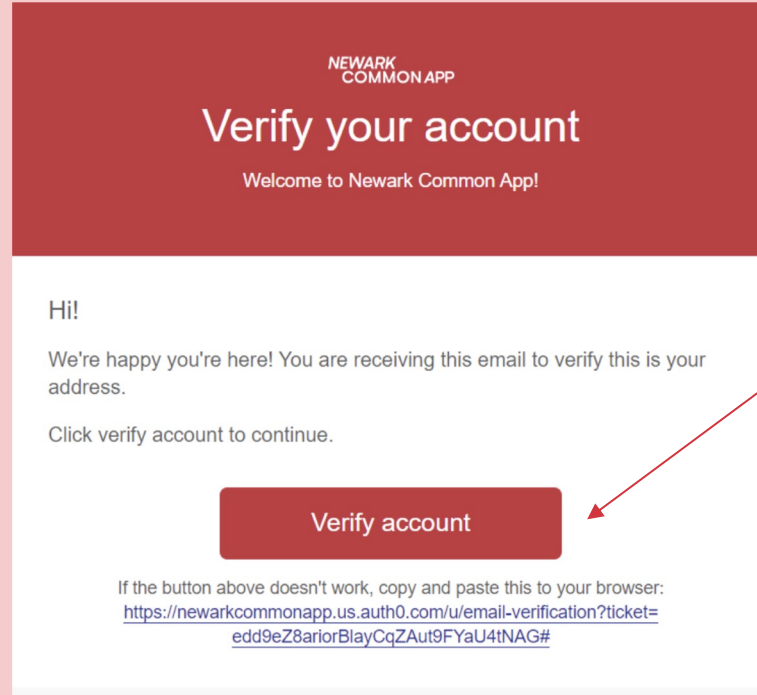 NEWARK
COMMON APP
Verify your account
Welcome to Newark Common App!
Hi!
We're happy you're here! You are receiving this email to verify this is your
address.
Click verify account to continue.
Verify account
If the button above doesn't work, copy and paste this to your browser:
https://newarkcommonapp.us.auth0.com/u/email-verification?ticket=
edd9eZ8ariorBlayCqZAut9FYaU4tNAG#